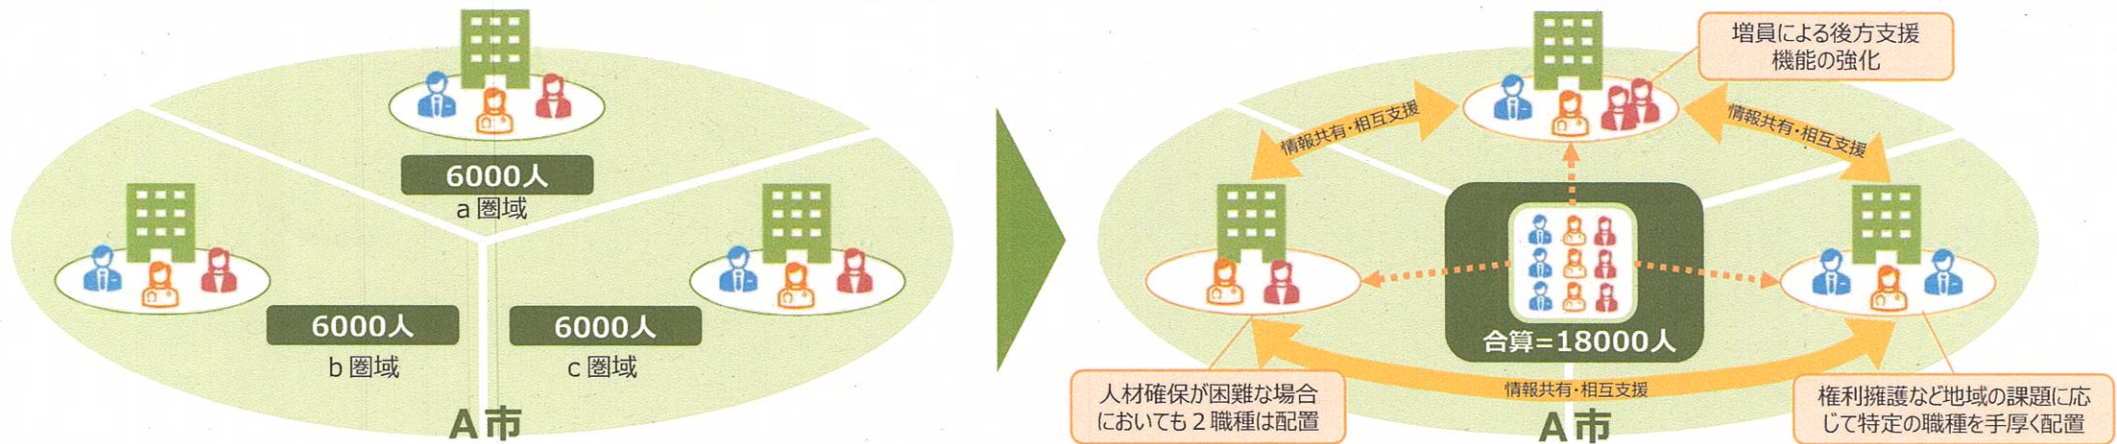 6000人
a圏域
6000人
b圏域
6000人
c圏域
A市
増員による後方支援
機能の強化
情報共有・相互支援
情報共有・相互支援
合算=18000人
人材確保が困難な場合
においても2職種は配置
情報共有・相互支援
権利擁護など地域の課題に応
じて特定の職種を手厚く配置
A市